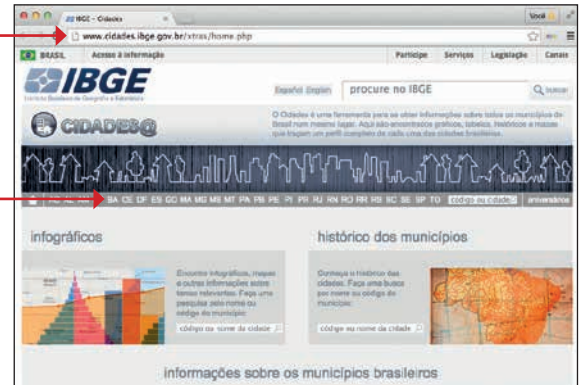 IBGE - Cidades
Você
www.cidades.ibge.gov.br/xtras/home.php
BRASIL Acesso à informação Participe Serviços Legislação Canais
IBGE
Instituto Brasileiro de Geografia e Estatística
Español English procure no IBGE buscar
CIDADES@
O Cidades é uma ferramenta para se obter informações sobre todos os municípios do
Brasil num mesmo lugar. Aqui são encontrados gráficos, tabelas, históricos e mapas
que traçam um perfil completo de cada uma das cidades brasileiras.
BA CE DF ES GO MA MG MS MT PA PB PE PI PR RJ RN RO RR RS SC SE SP TO código ou cidade aniversários
infográficos
Encontre infográficos, mapas
e outras informações sobre
temas relevantes. Faça uma
pesquisa pelo nome ou
código do município:
código ou nome da cidade
histórico dos municípios
Conheça o histórico das
cidades. Faça uma busca
por nome ou código do
município:
código ou nome da cidade
informações sobre os municípios brasileiros